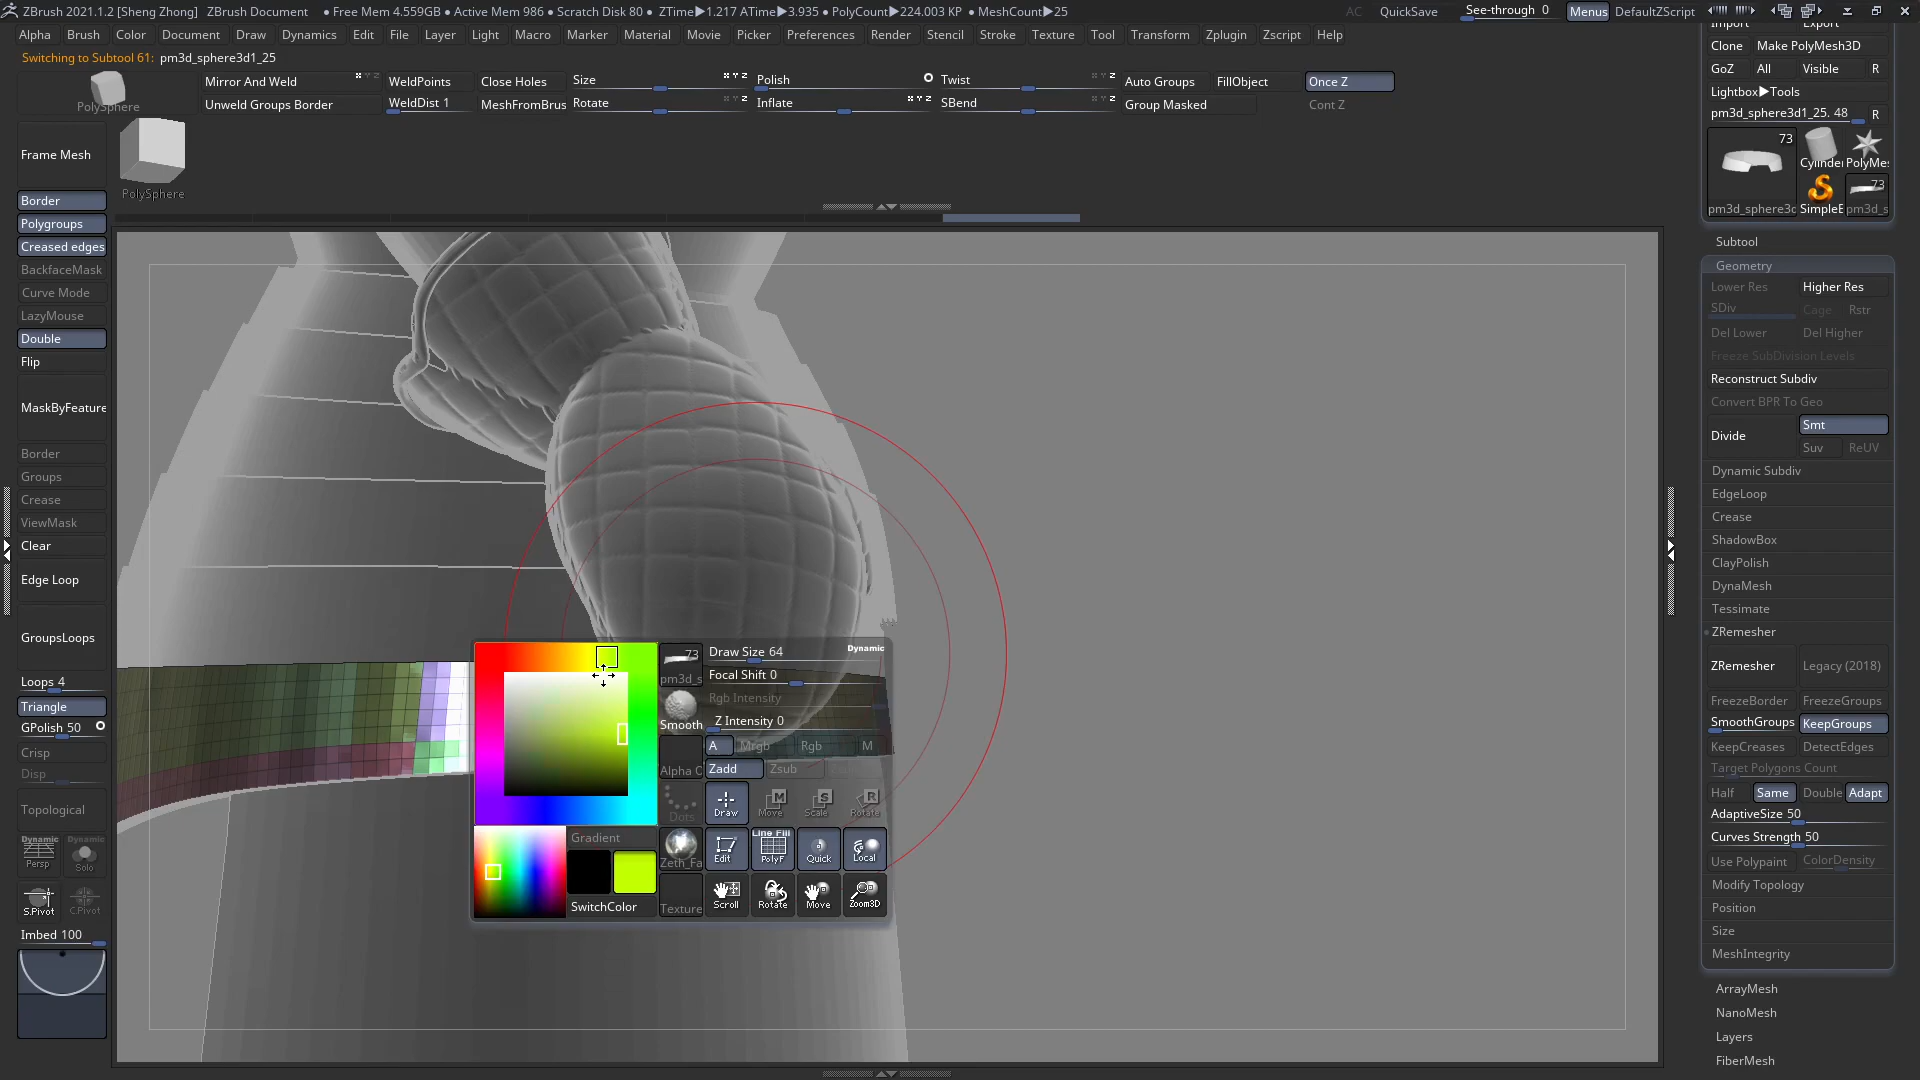 ZBrush 2021.1.2 [Sheng Zhong] ZBrush Document • Free Mem 4.559GB • Active Mem 986 • Scratch Disk 80 • ZTime▶1.217 ATime▶3.935 • PolyCount▶224.003 KP • MeshCount▶25 AC QuickSave See-through 0 Menus DefaultZScript
Alpha Brush Color Document Draw Dynamics Edit File Layer Light Macro Marker Material Movie Picker Preferences Render Stencil Stroke Texture Tool Transform Zplugin Zscript Help
Switching to Subtool 61: pm3d_sphere3d1_25
PolySphere
Mirror And Weld WeldPoints Close Holes Size Polish Twist Auto Groups FillObject Once Z
Unweld Groups Border WeldDist 1 MeshFromBrus Rotate Inflate SBend Group Masked Cont Z
PolySphere
Frame Mesh
Border
Polygroups
Creased edges
BackfaceMask
Curve Mode
LazyMouse
Double
Flip
MaskByFeature
Border
Groups
Crease
ViewMask
Clear
Edge Loop
GroupsLoops
Loops 4
Triangle
GPolish 50
Crisp
Disp
Topological
Dynamic
Persp
Dynamic
Solo
S.Pivot
C.Pivot
Imbed 100
Gradient
SwitchColor
73
pm3d_s
Smooth
Alpha O
Dots
Zeth_Fa
Texture
Draw Size 64 Dynamic
Focal Shift 0
Rgb Intensity
Z Intensity 0
A Mrgb Rgb M
Zadd Zsub
Draw Move Scale Rotate
Line Fill
Edit PolyF Quick Local
Scroll Rotate Move Zoom3D
Import Export
Clone Make PolyMesh3D
GoZ All Visible R
Lightbox▶Tools
pm3d_sphere3d1_25. 48 R
73
pm3d_sphere3d
Cylinder
PolyMes
SimpleE
73
pm3d_s
Subtool
Geometry
Lower Res Higher Res
SDiv Cage Rstr
Del Lower Del Higher
Freeze SubDivision Levels
Reconstruct Subdiv
Convert BPR To Geo
Divide Smt
Suv ReUV
Dynamic Subdiv
EdgeLoop
Crease
ShadowBox
ClayPolish
DynaMesh
Tessimate
ZRemesher
ZRemesher Legacy (2018)
FreezeBorder FreezeGroups
SmoothGroups KeepGroups
KeepCreases DetectEdges
Target Polygons Count
Half Same Double Adapt
AdaptiveSize 50
Curves Strength 50
Use Polypaint ColorDensity
Modify Topology
Position
Size
MeshIntegrity
ArrayMesh
NanoMesh
Layers
FiberMesh